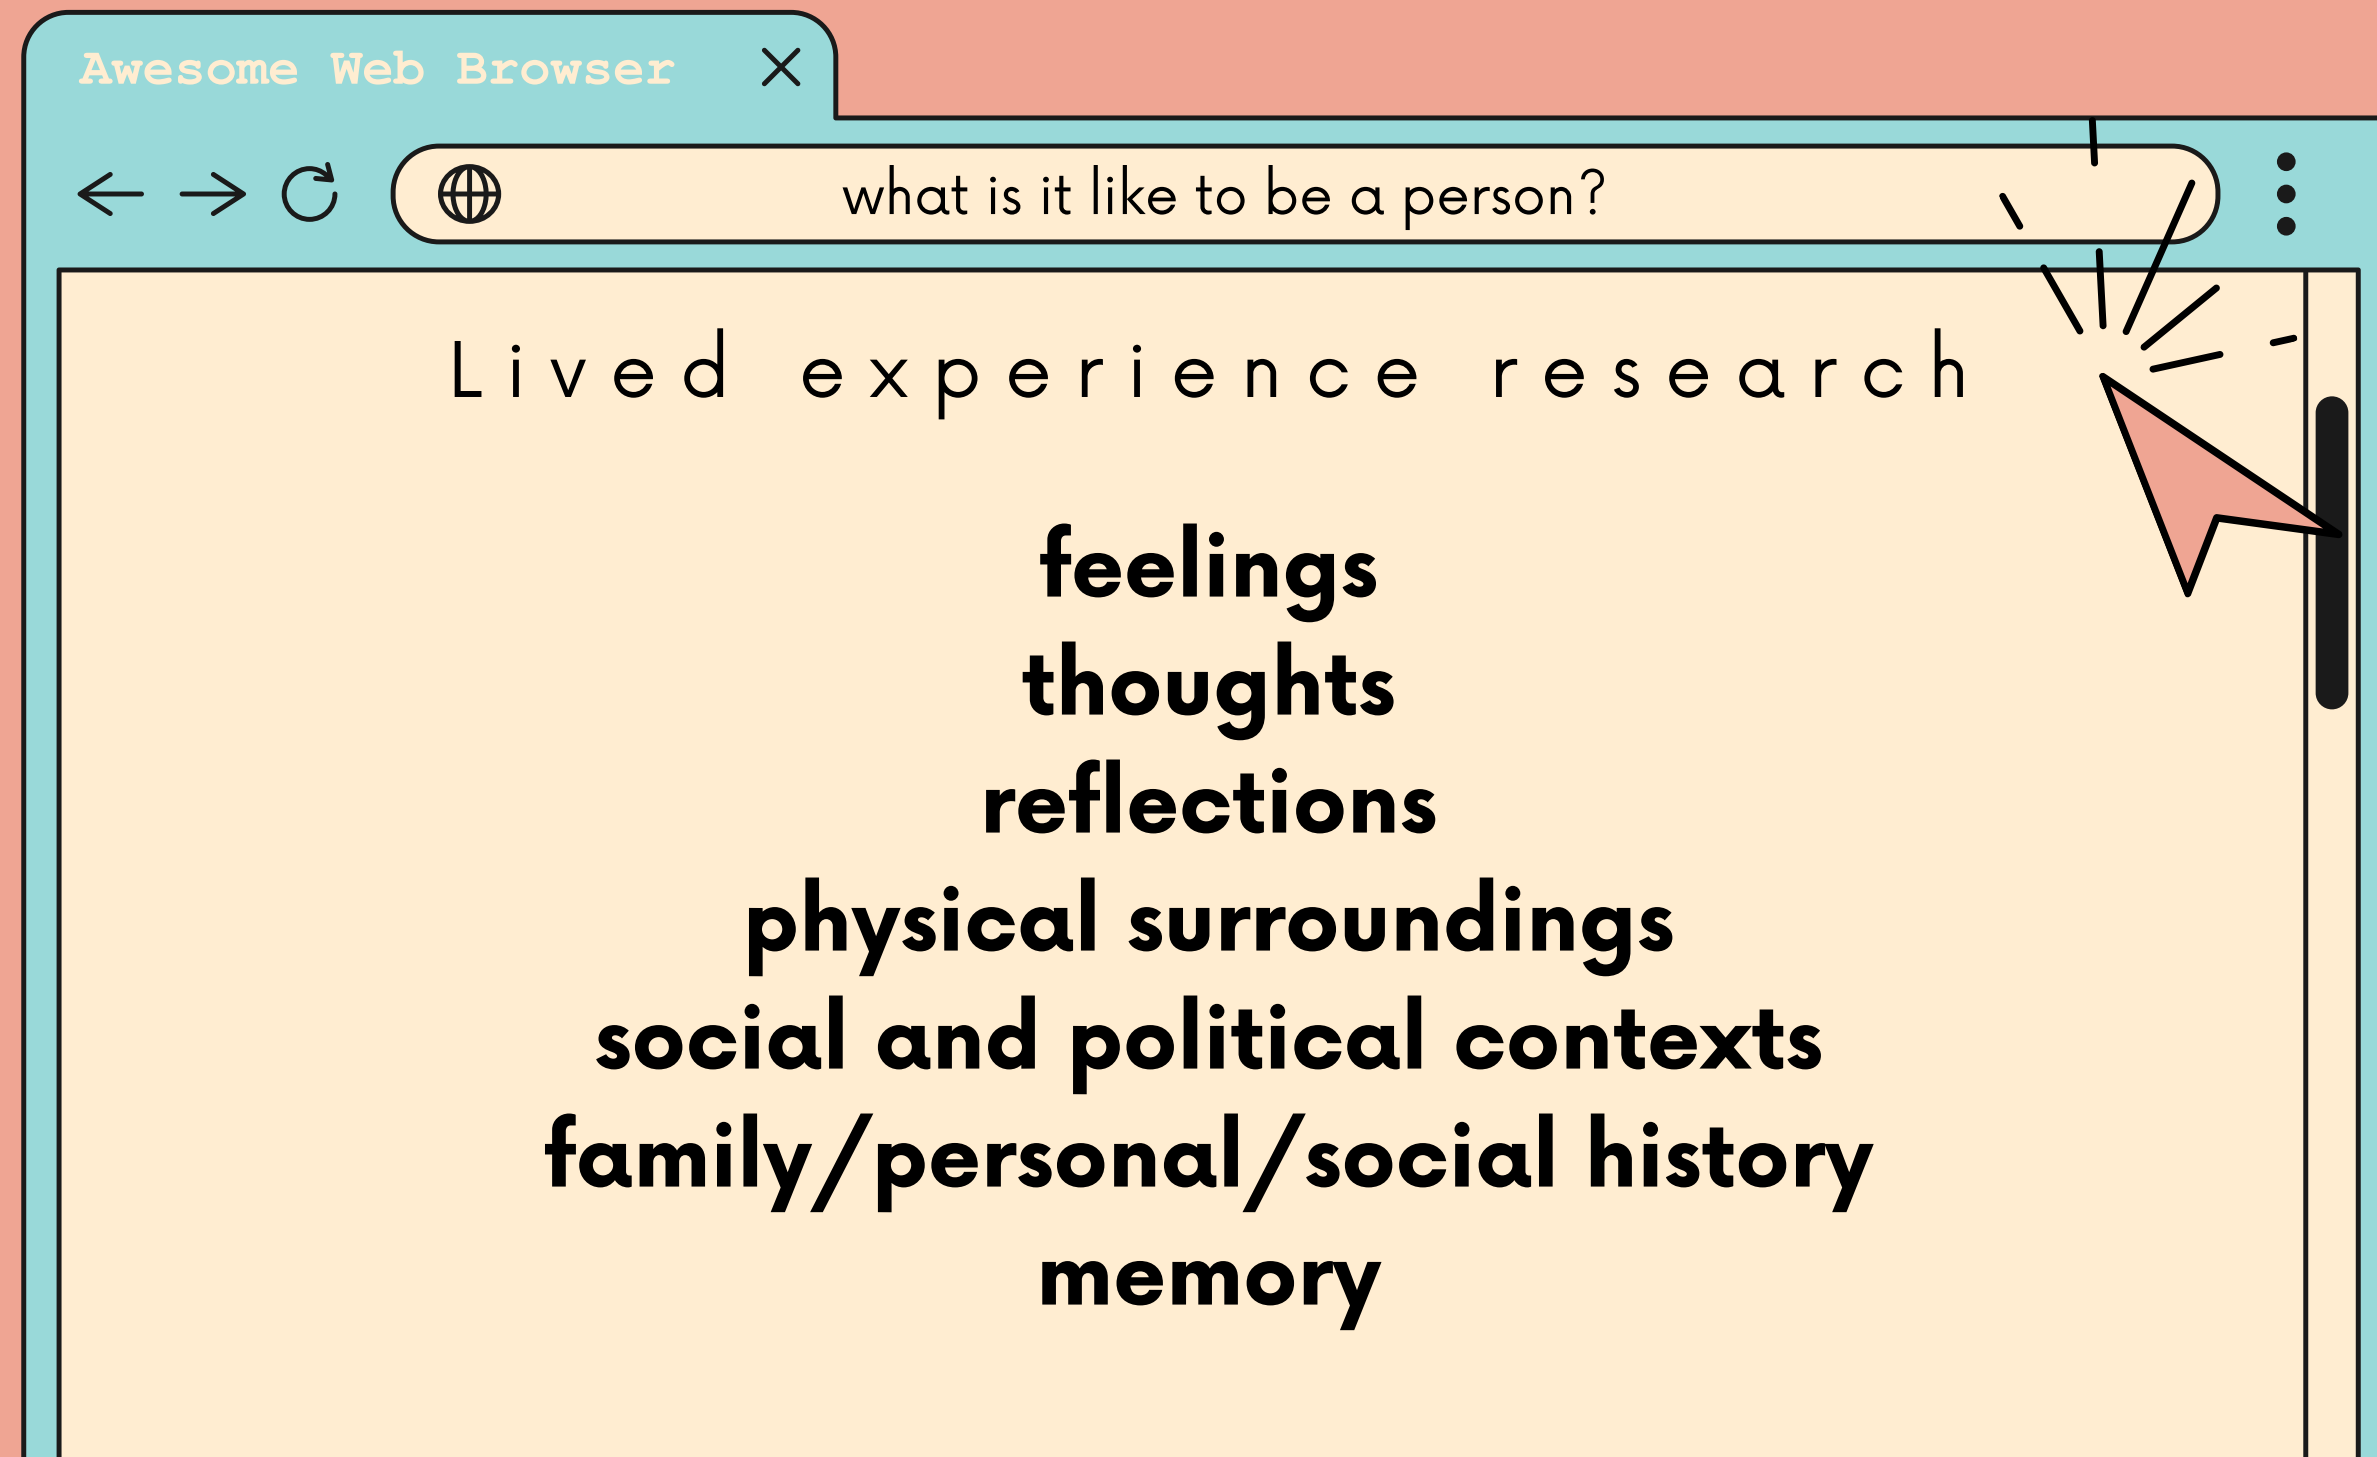 Awesome Web Browser
what is it like to be a person?
Lived experience research
feelings
thoughts
reflections
physical surroundings
social and political contexts
family/personal/social history
memory